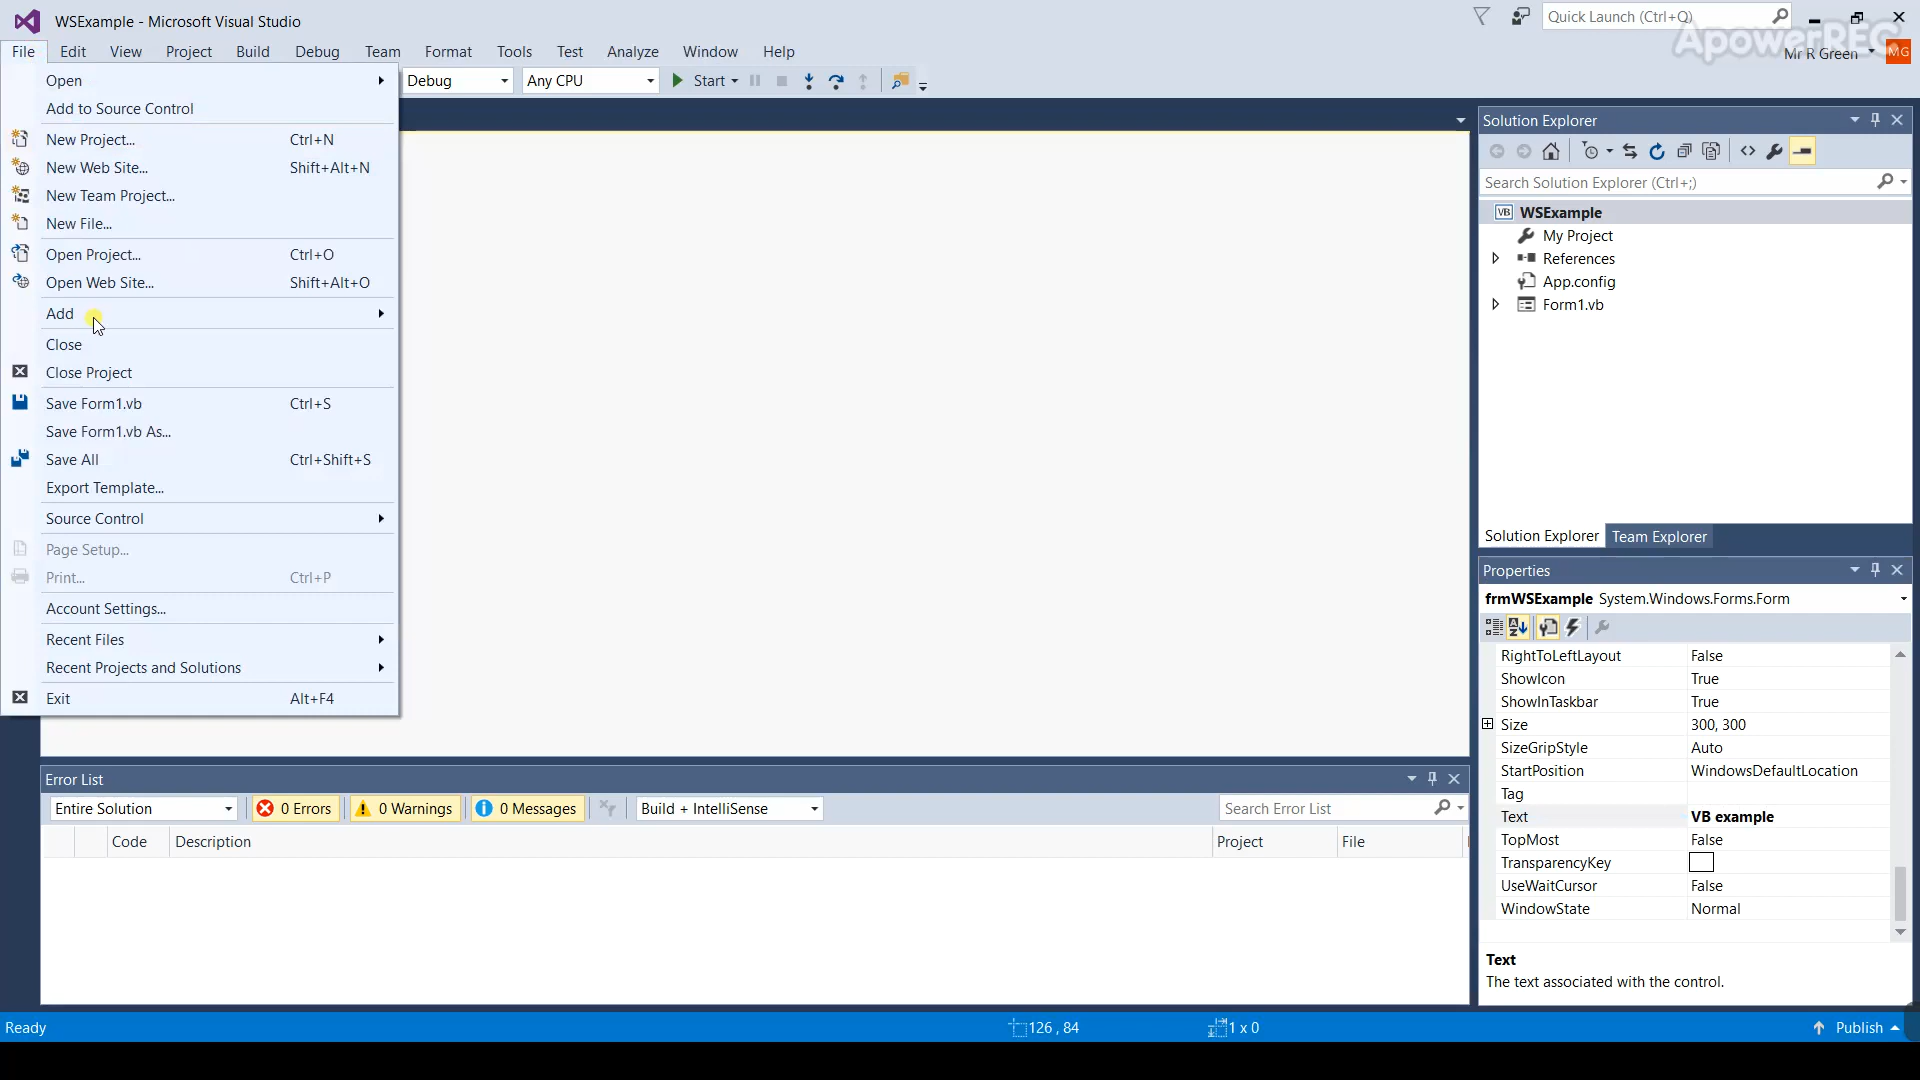 WSExample - Microsoft Visual Studio
Quick Launch (Ctrl+Q)
ApowerREC
File Edit View Project Build Debug Team Format Tools Test Analyze Window Help
Mr R Green MG
Debug Any CPU Start
Open
Add to Source Control
New Project... Ctrl+N
New Web Site... Shift+Alt+N
New Team Project...
New File...
Open Project... Ctrl+O
Open Web Site... Shift+Alt+O
Add
Close
Close Project
Save Form1.vb Ctrl+S
Save Form1.vb As...
Save All Ctrl+Shift+S
Export Template...
Source Control
Page Setup...
Print... Ctrl+P
Account Settings...
Recent Files
Recent Projects and Solutions
Exit Alt+F4
Solution Explorer
Search Solution Explorer (Ctrl+;)
VB WSExample
My Project
References
App.config
Form1.vb
Solution Explorer Team Explorer
Properties
frmWSExample System.Windows.Forms.Form
RightToLeftLayout False
ShowIcon True
ShowInTaskbar True
Size 300, 300
SizeGripStyle Auto
StartPosition WindowsDefaultLocation
Tag
Text VB example
TopMost False
TransparencyKey
UseWaitCursor False
WindowState Normal
Text
The text associated with the control.
Error List
Entire Solution 0 Errors 0 Warnings 0 Messages Build + IntelliSense Search Error List
Code Description Project File
Ready 126 , 84 1 x 0 Publish